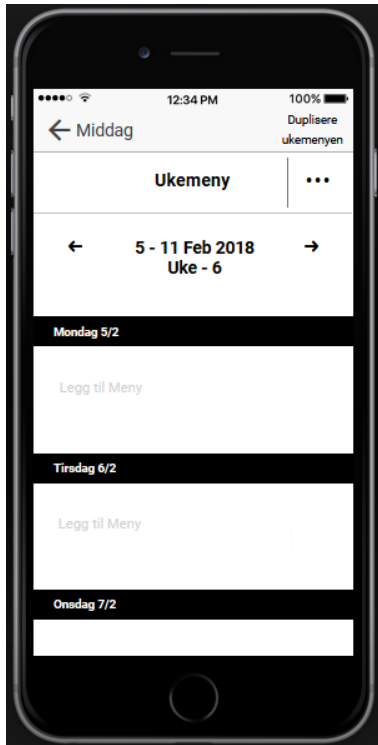 12:34 PM
100%
← Middag
Duplisere
ukemenyen
Ukemeny
•••
← 5 - 11 Feb 2018 →
Uke - 6
Mondag 5/2
Legg til Meny
Tirsdag 6/2
Legg til Meny
Onsdag 7/2